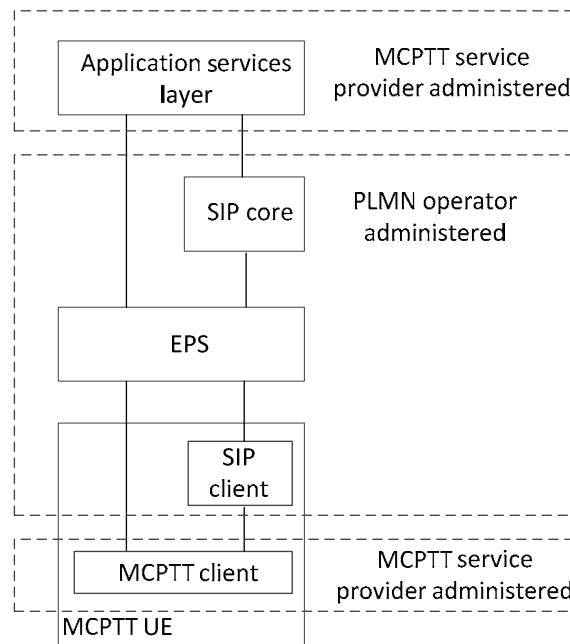 Application services
layer
MCPTT service
provider administered
SIP core
PLMN operator
administered
EPS
SIP
client
MCPTT client
MCPTT service
provider administered
MCPTT UE